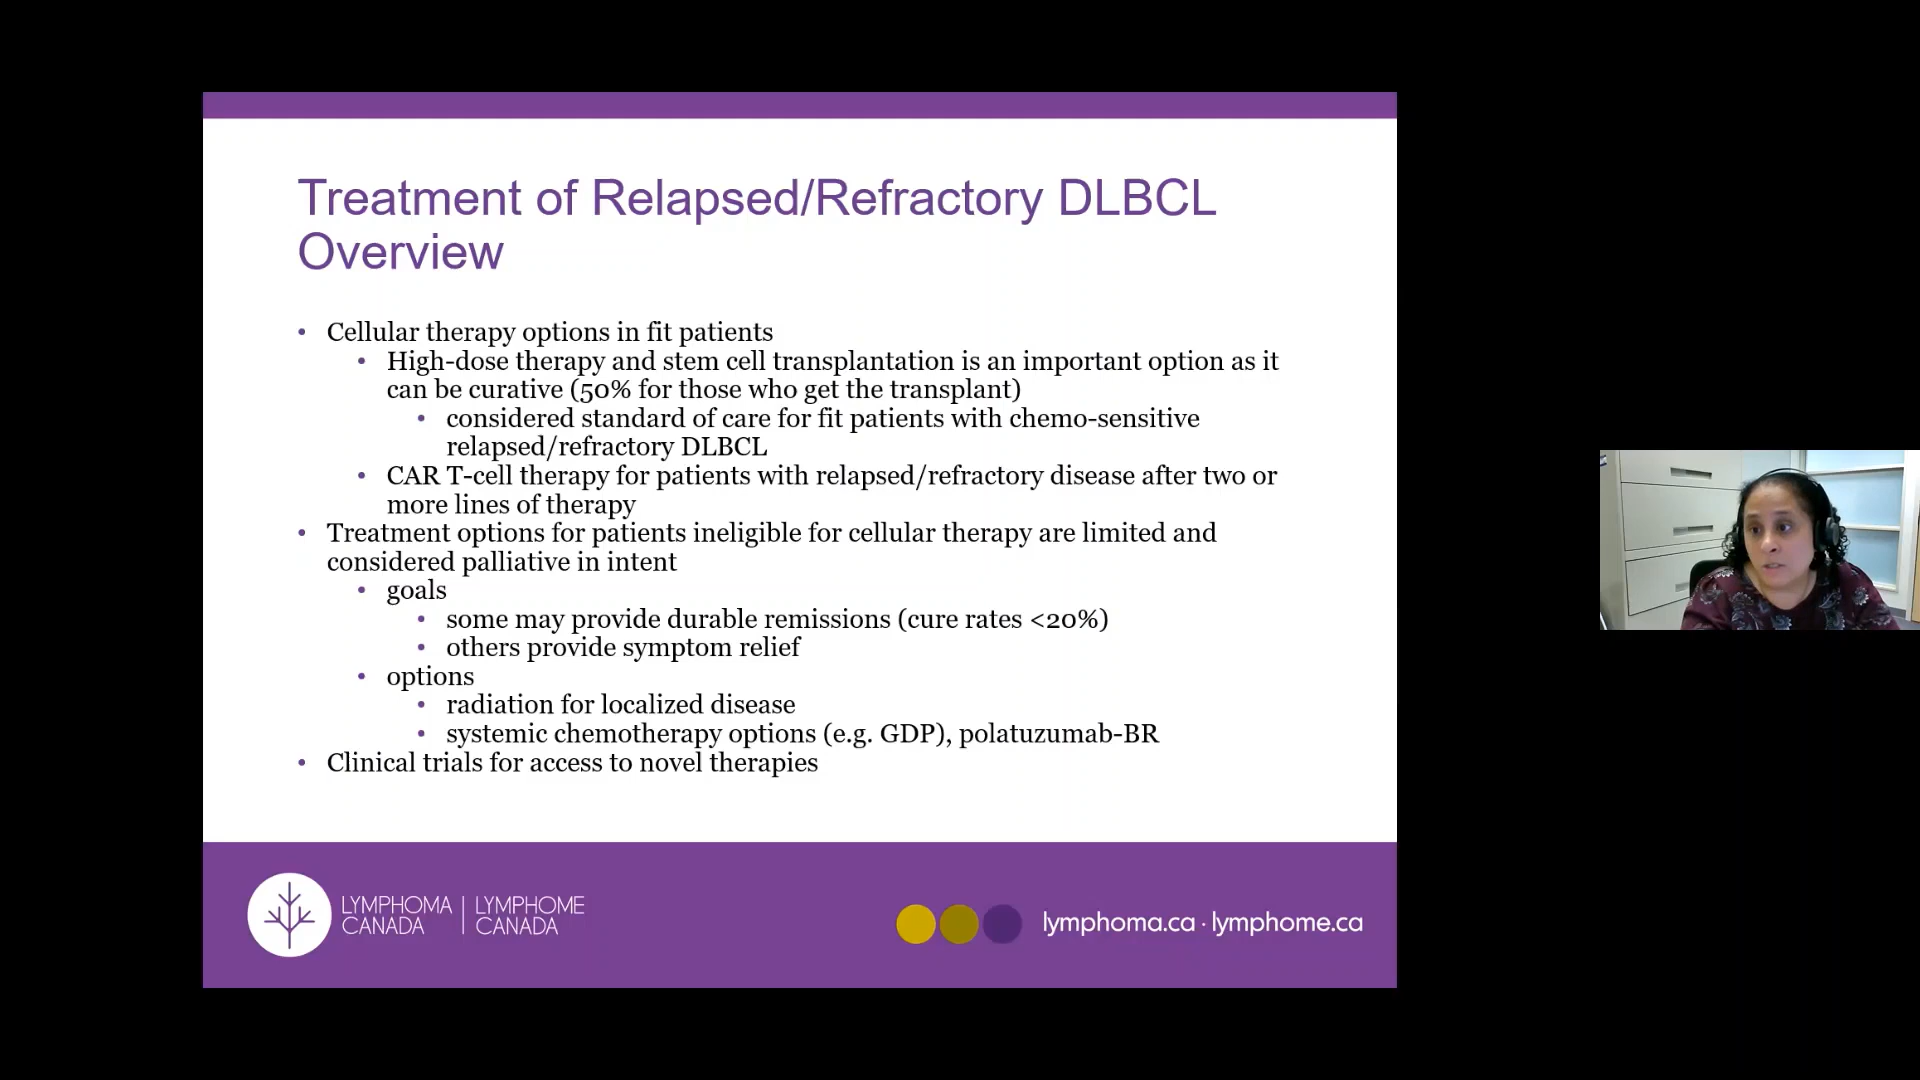 Treatment of Relapsed/Refractory DLBCL
Overview
• Cellular therapy options in fit patients
• High-dose therapy and stem cell transplantation is an important option as it
can be curative (50% for those who get the transplant)
• considered standard of care for fit patients with chemo-sensitive
relapsed/refractory DLBCL
• CAR T-cell therapy for patients with relapsed/refractory disease after two or
more lines of therapy
• Treatment options for patients ineligible for cellular therapy are limited and
considered palliative in intent
• goals
• some may provide durable remissions (cure rates <20%)
• others provide symptom relief
• options
• radiation for localized disease
• systemic chemotherapy options (e.g. GDP), polatuzumab-BR
• Clinical trials for access to novel therapies
LYMPHOMA | LYMPHOME
CANADA | CANADA
lymphoma.ca · lymphome.ca